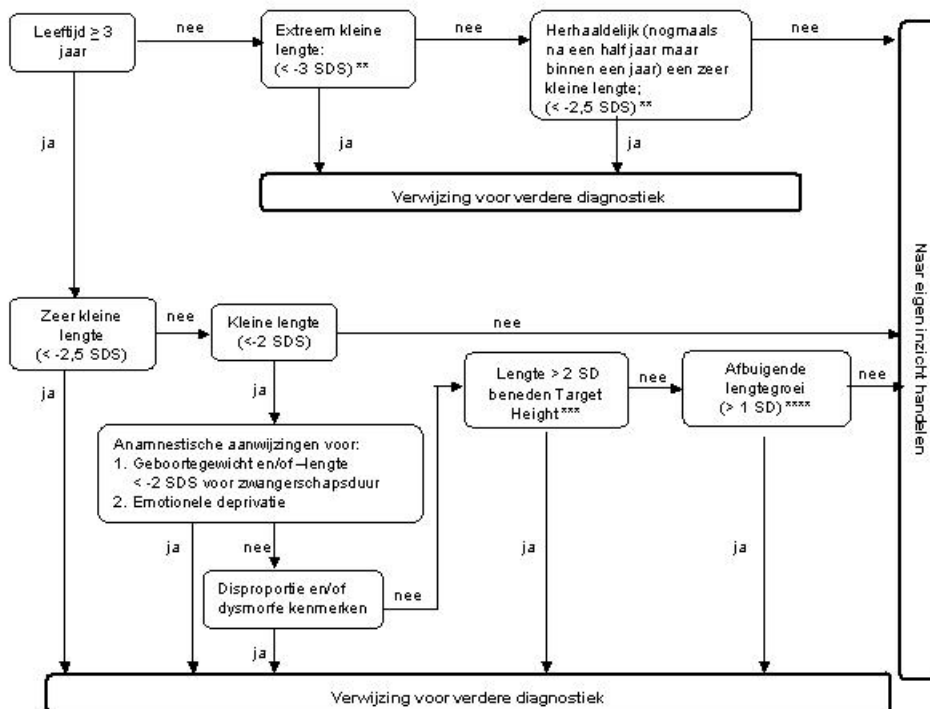 Leeftijd ≥ 3
jaar
nee
Extreem kleine
lengte:
(< -3 SDS) **
nee
Herhaaldelijk (nogmaals
na een half jaar maar
binnen een jaar) een zeer
kleine lengte;
(< -2,5 SDS) **
nee
ja
ja
ja
Verwijzing voor verdere diagnostiek
Naar eigen inzicht handelen
Zeer kleine
lengte
(< -2,5 SDS)
nee
Kleine lengte
(<-2 SDS)
nee
ja
ja
Lengte > 2 SD
beneden Target
Height***
nee
Afbuigende
lengtegroei
(> 1 SD) ****
nee
Anamnestische aanwijzingen voor:
1. Geboortegewicht en/of –lengte
< -2 SDS voor zwangerschapsduur
2. Emotionele deprivatie
ja
nee
ja
ja
Disproportie en/of
dysmorfe kenmerken
nee
ja
Verwijzing voor verdere diagnostiek